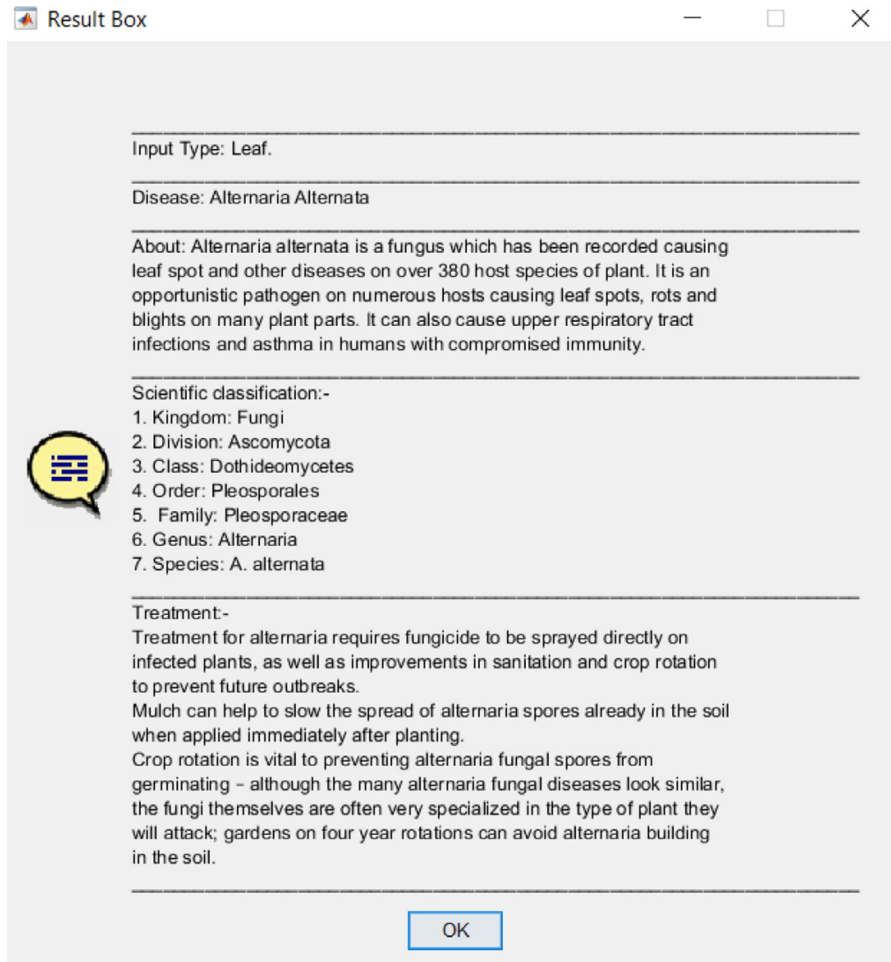 Result Box
Input Type: Leaf.
Disease: Alternaria Alternata
About: Alternaria alternata is a fungus which has been recorded causing
leaf spot and other diseases on over 380 host species of plant. It is an
opportunistic pathogen on numerous hosts causing leaf spots, rots and
blights on many plant parts. It can also cause upper respiratory tract
infections and asthma in humans with compromised immunity.
Scientific classification:-
1. Kingdom: Fungi
2. Division: Ascomycota
3. Class: Dothideomycetes
4. Order: Pleosporales
5.  Family: Pleosporaceae
6. Genus: Alternaria
7. Species: A. alternata
Treatment:-
Treatment for alternaria requires fungicide to be sprayed directly on
infected plants, as well as improvements in sanitation and crop rotation
to prevent future outbreaks.
Mulch can help to slow the spread of alternaria spores already in the soil
when applied immediately after planting.
Crop rotation is vital to preventing alternaria fungal spores from
germinating – although the many alternaria fungal diseases look similar,
the fungi themselves are often very specialized in the type of plant they
will attack; gardens on four year rotations can avoid alternaria building
in the soil.
OK